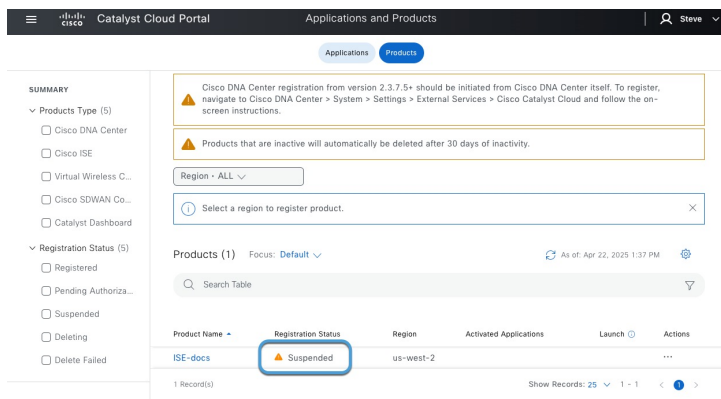 CISCO
Catalyst Cloud Portal
Applications and Products
Steve
Applications
Products
SUMMARY
Products Type (5)
Cisco DNA Center
Cisco ISE
Virtual Wireless C...
Cisco SDWAN Co...
Catalyst Dashboard
Registration Status (5)
Registered
Pending Authoriza...
Suspended
Deleting
Delete Failed
Cisco DNA Center registration from version 2.3.7.5+ should be initiated from Cisco DNA Center itself. To register,
navigate to Cisco DNA Center > System > Settings > External Services > Cisco Catalyst Cloud and follow the on-
screen instructions.
Products that are inactive will automatically be deleted after 30 days of inactivity.
Region • ALL
Select a region to register product.
Products (1) Focus: Default
As of: Apr 22, 2025 1:37 PM
Search Table
Product Name Registration Status Region Activated Applications Launch Actions
ISE-docs Suspended us-west-2 ...
1 Record(s) Show Records: 25 1 - 1 < 1 >